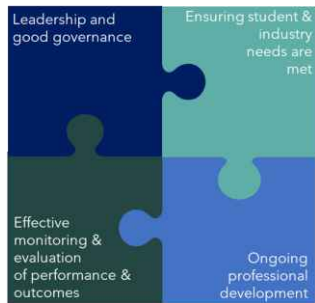 Leadership and
good governance
Ensuring student &
industry
needs are
met
Effective
monitoring &
evaluation
of performance &
outcomes
Ongoing
professional
development